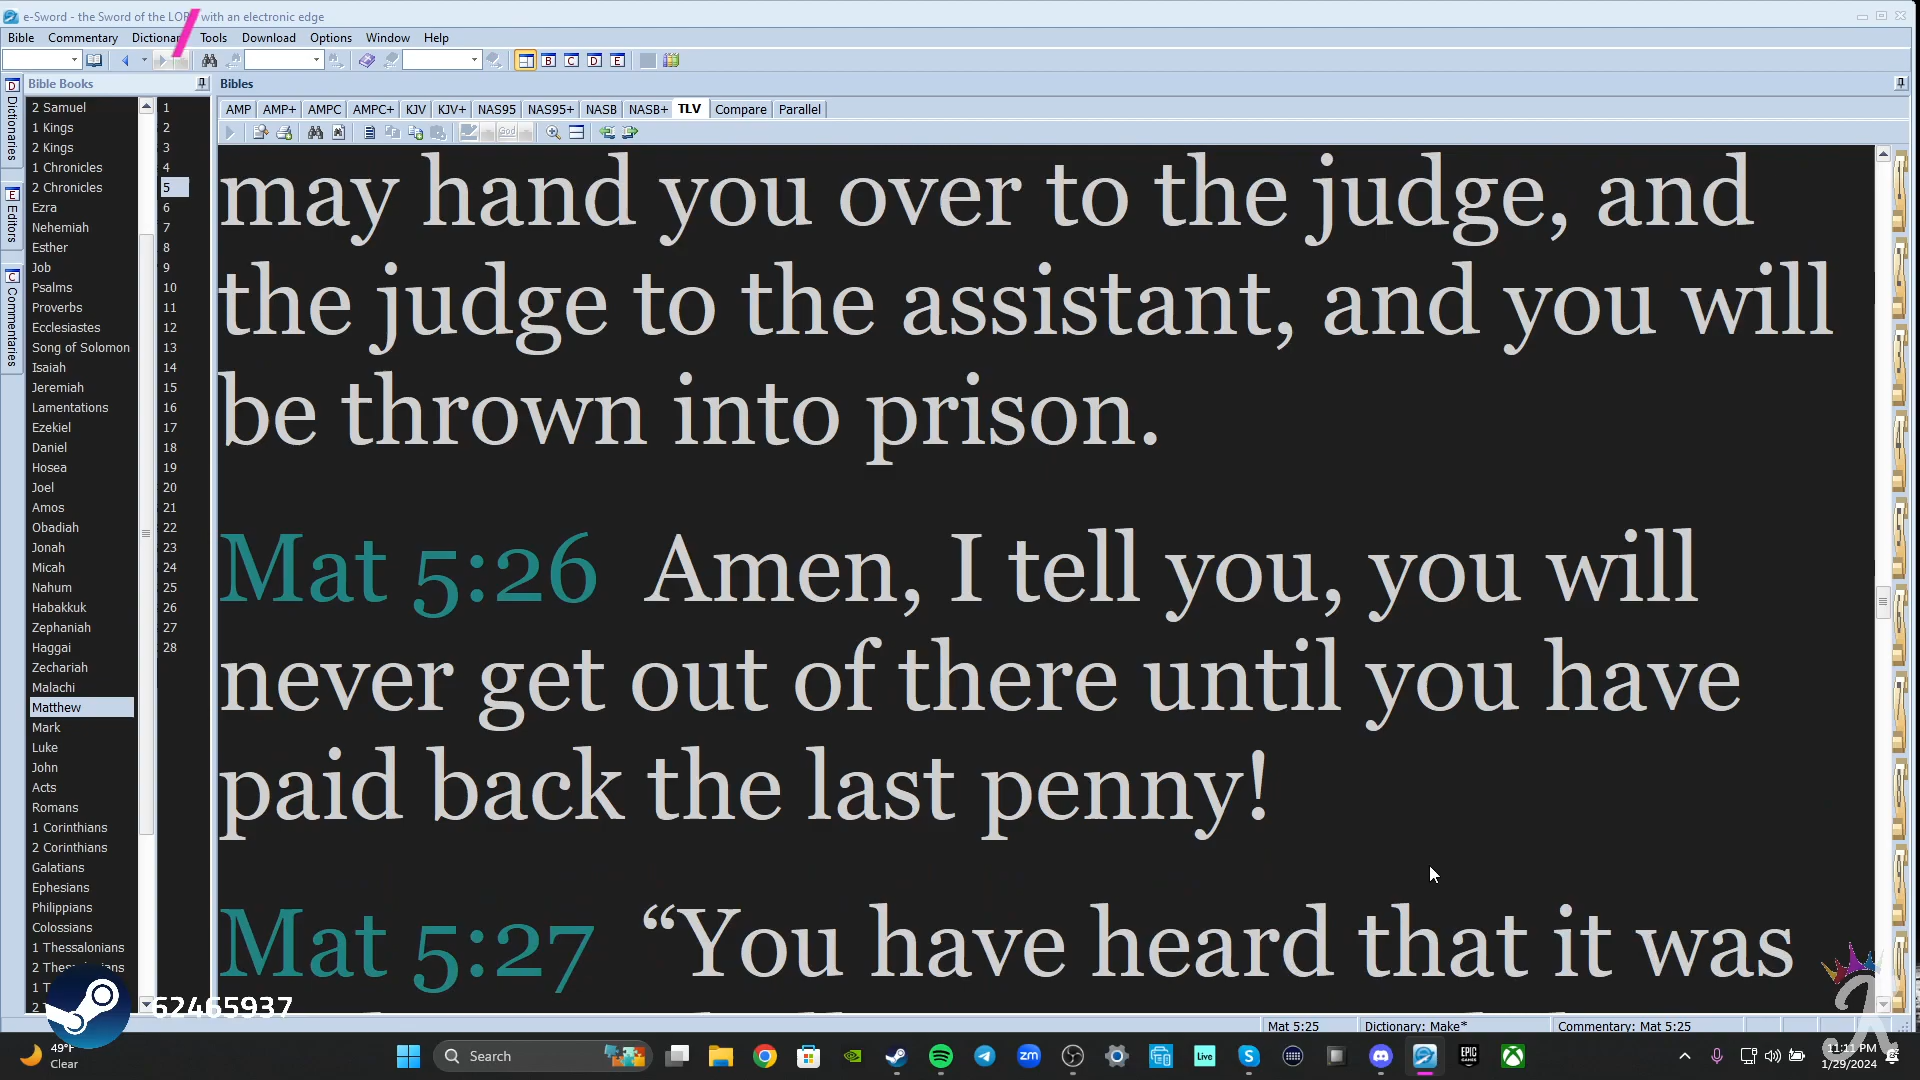 e-Sword - the Sword of the LO with an electronic edge
Bible Commentary Dictionar Tools Download Options Window Help
Bible Books
Bibles
AMP AMP+ AMPC AMPC+ KJV KJV+ NAS95 NAS95+ NASB NASB+ TLV Compare Parallel
Dictionaries
Editors
Commentaries
2 Samuel
1 Kings
2 Kings
1 Chronicles
2 Chronicles
Ezra
Nehemiah
Esther
Job
Psalms
Proverbs
Ecclesiastes
Song of Solomon
Isaiah
Jeremiah
Lamentations
Ezekiel
Daniel
Hosea
Joel
Amos
Obadiah
Jonah
Micah
Nahum
Habakkuk
Zephaniah
Haggai
Zechariah
Malachi
Matthew
Mark
Luke
John
Acts
Romans
1 Corinthians
2 Corinthians
Galatians
Ephesians
Philippians
Colossians
1 Thessalonians
1
2
3
4
5
6
7
8
9
10
11
12
13
14
15
16
17
18
19
20
21
22
23
24
25
26
27
28
may hand you over to the judge, and
the judge to the assistant, and you will
be thrown into prison.
Mat 5:26 Amen, I tell you, you will
never get out of there until you have
paid back the last penny!
Mat 5:27 “You have heard that it was
62465937
Mat 5:25 Dictionary: Make* Commentary: Mat 5:25
49°F
Clear
Search
11:11 PM
1/29/2024